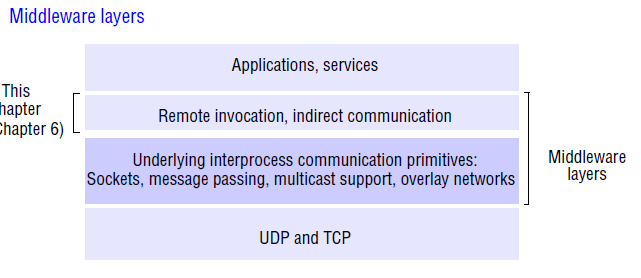 Middleware layers
Applications, services
This
hapter
Chapter 6)
Remote invocation, indirect communication
Underlying interprocess communication primitives:
Sockets, message passing, multicast support, overlay networks
Middleware
layers
UDP and TCP